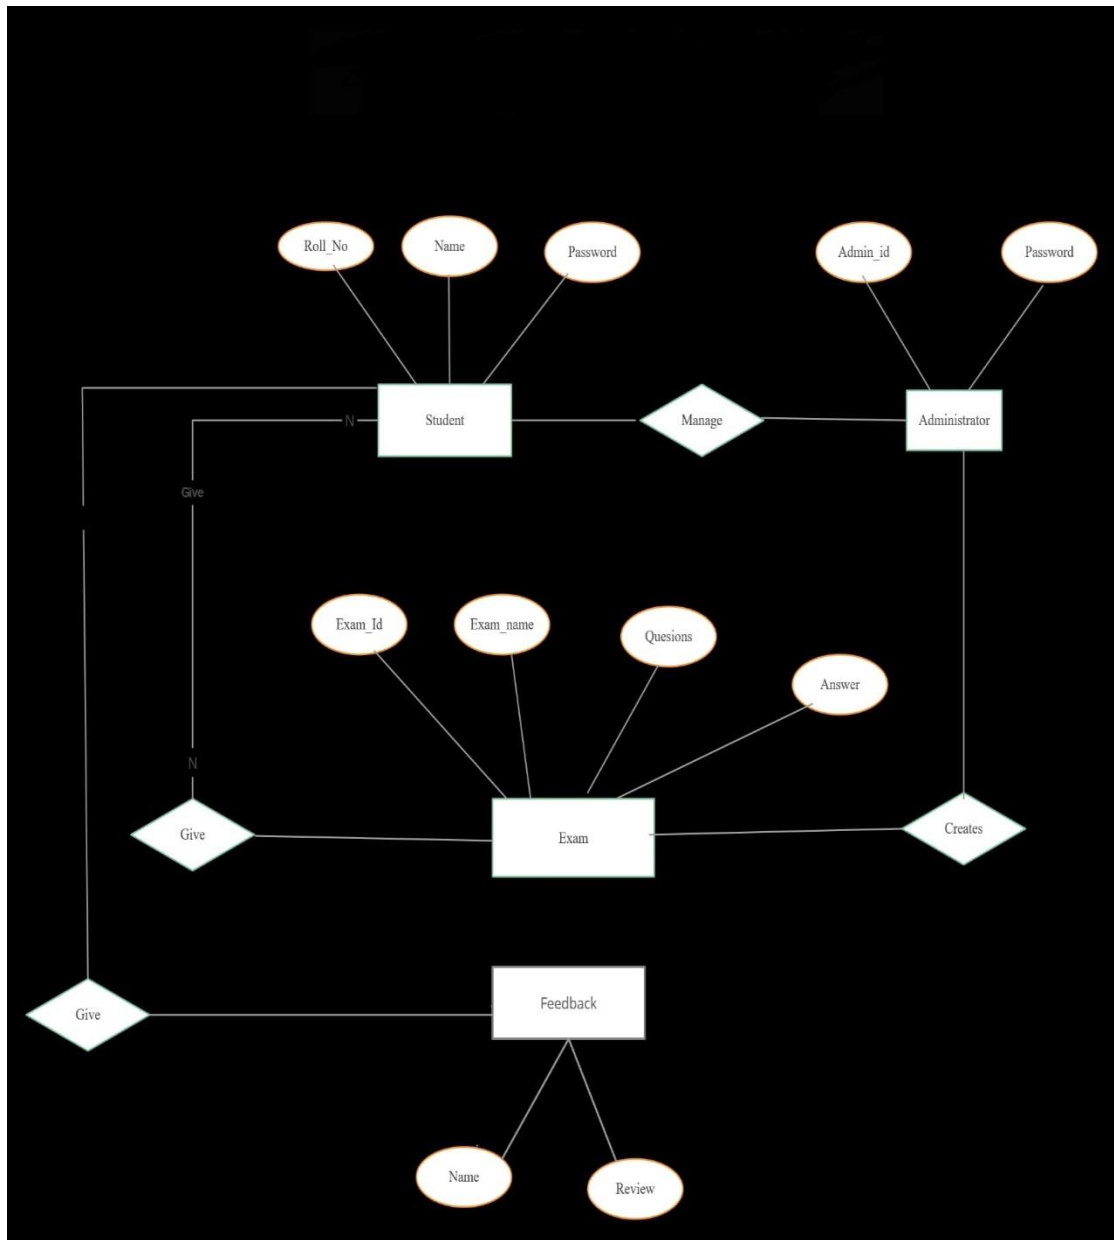 Roll_No
Name
Password
Admin_id
Password
Student
Manage
Administrator
N
Give
Exam_Id
Exam_name
Quesions
Answer
N
Give
Exam
Creates
Give
Feedback
Name
Review